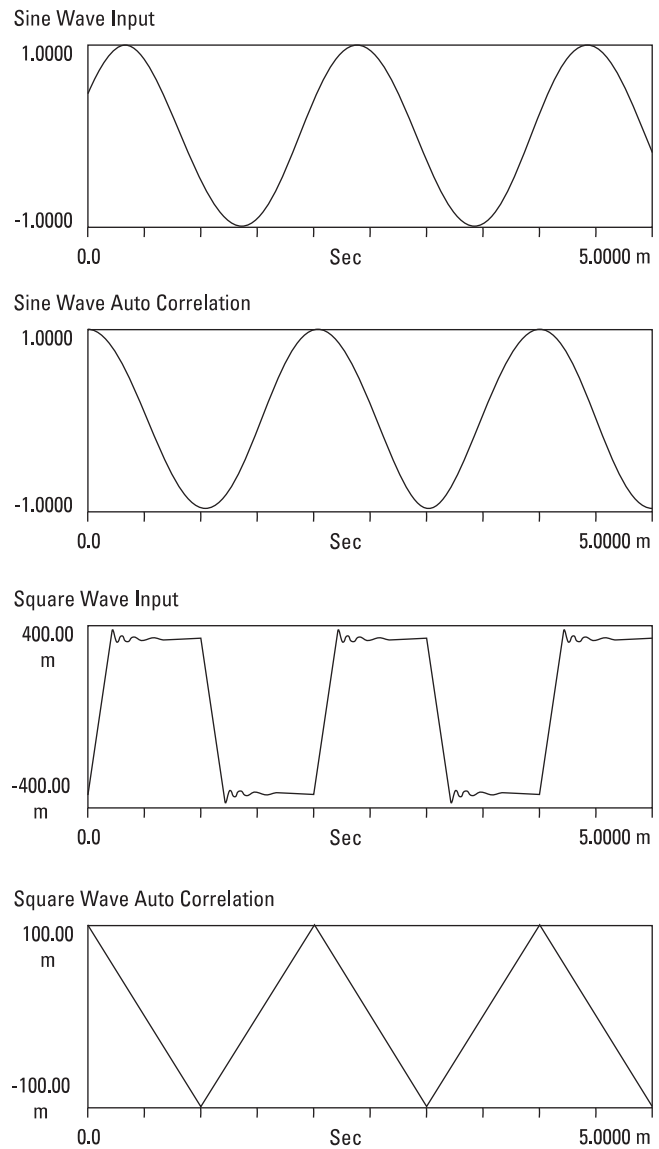 Sine Wave Input
1.0000
-1.0000
0.0 Sec 5.0000 m
Sine Wave Auto Correlation
1.0000
-1.0000
0.0 Sec 5.0000 m
Square Wave Input
400.00
m
-400.00
m
0.0 Sec 5.0000 m
Square Wave Auto Correlation
100.00
m
-100.00
m
0.0 Sec 5.0000 m